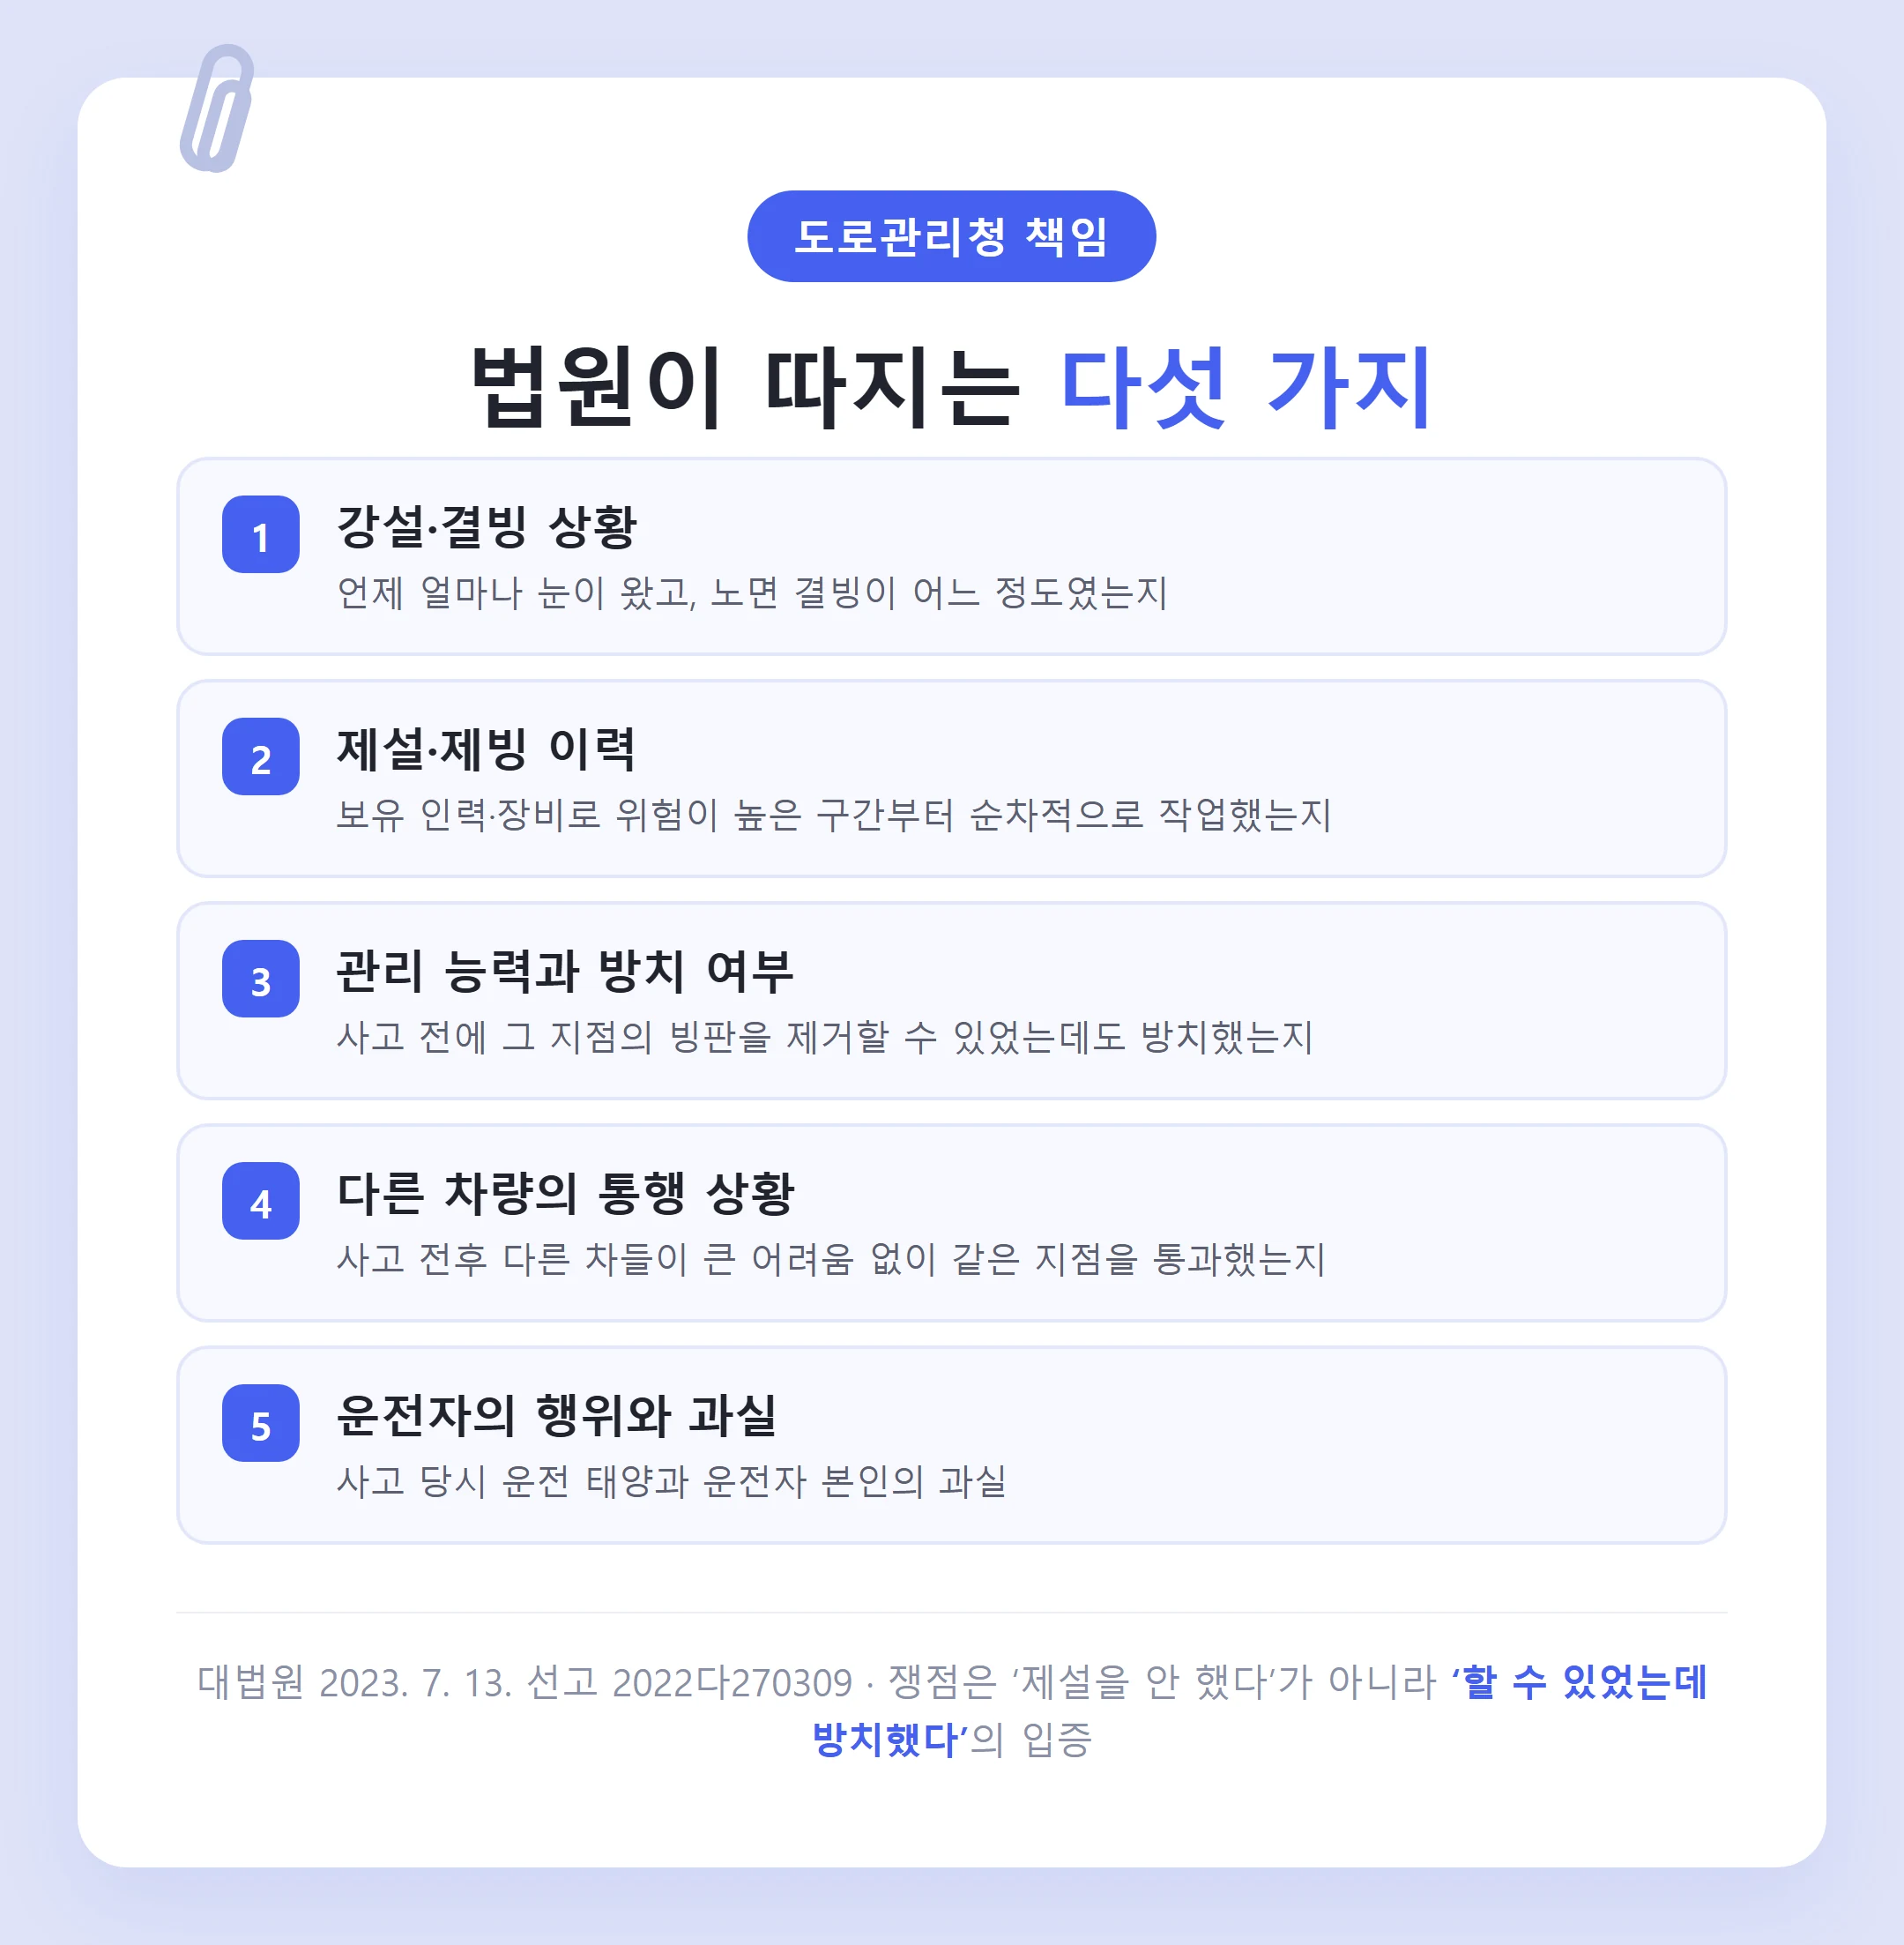 도로관리청 책임
법원이 따지는 다섯 가지
1
강설·결빙 상황
언제 얼마나 눈이 왔고, 노면 결빙이 어느 정도였는지
2
제설·제빙 이력
보유 인력·장비로 위험이 높은 구간부터 순차적으로 작업했는지
3
관리 능력과 방치 여부
사고 전에 그 지점의 빙판을 제거할 수 있었는데도 방치했는지
4
다른 차량의 통행 상황
사고 전후 다른 차들이 큰 어려움 없이 같은 지점을 통과했는지
5
운전자의 행위와 과실
사고 당시 운전 태양과 운전자 본인의 과실
대법원 2023. 7. 13. 선고 2022다270309 · 쟁점은 ‘제설을 안 했다’가 아니라 ‘할 수 있었는데
방치했다’의 입증